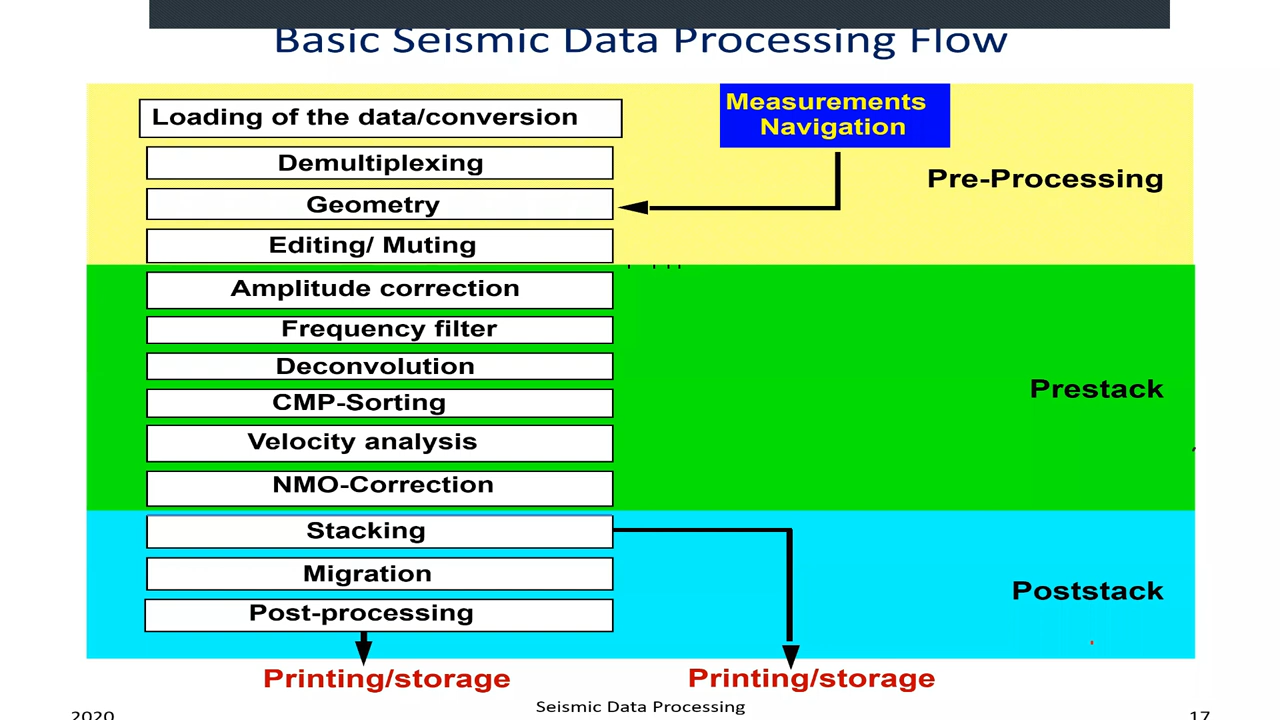 Basic Seismic Data Processing Flow
Loading of the data/conversion
Measurements
Navigation
Demultiplexing
Pre-Processing
Geometry
Editing/ Muting
Amplitude correction
Frequency filter
Deconvolution
Prestack
CMP-Sorting
Velocity analysis
NMO-Correction
Stacking
Migration
Poststack
Post-processing
Printing/storage
Printing/storage
Seismic Data Processing
2020
17